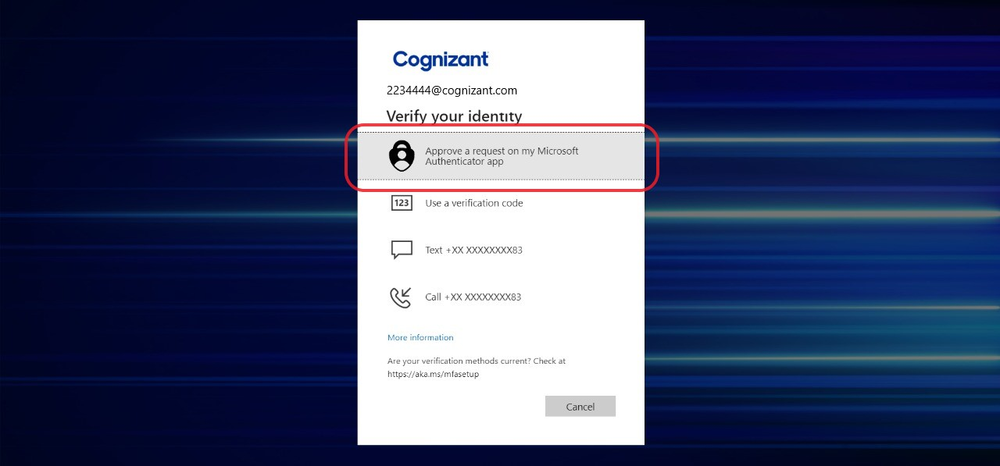 Cognizant
2234444@cognizant.com
Verify your identity
Approve a request on my Microsoft
Authenticator app
123
Use a verification code
Text +XX XXXXXXXX83
Call +XX XXXXXXXX83
More information
Are your verification methods current? Check at
https://aka.ms/mfasetup
Cancel